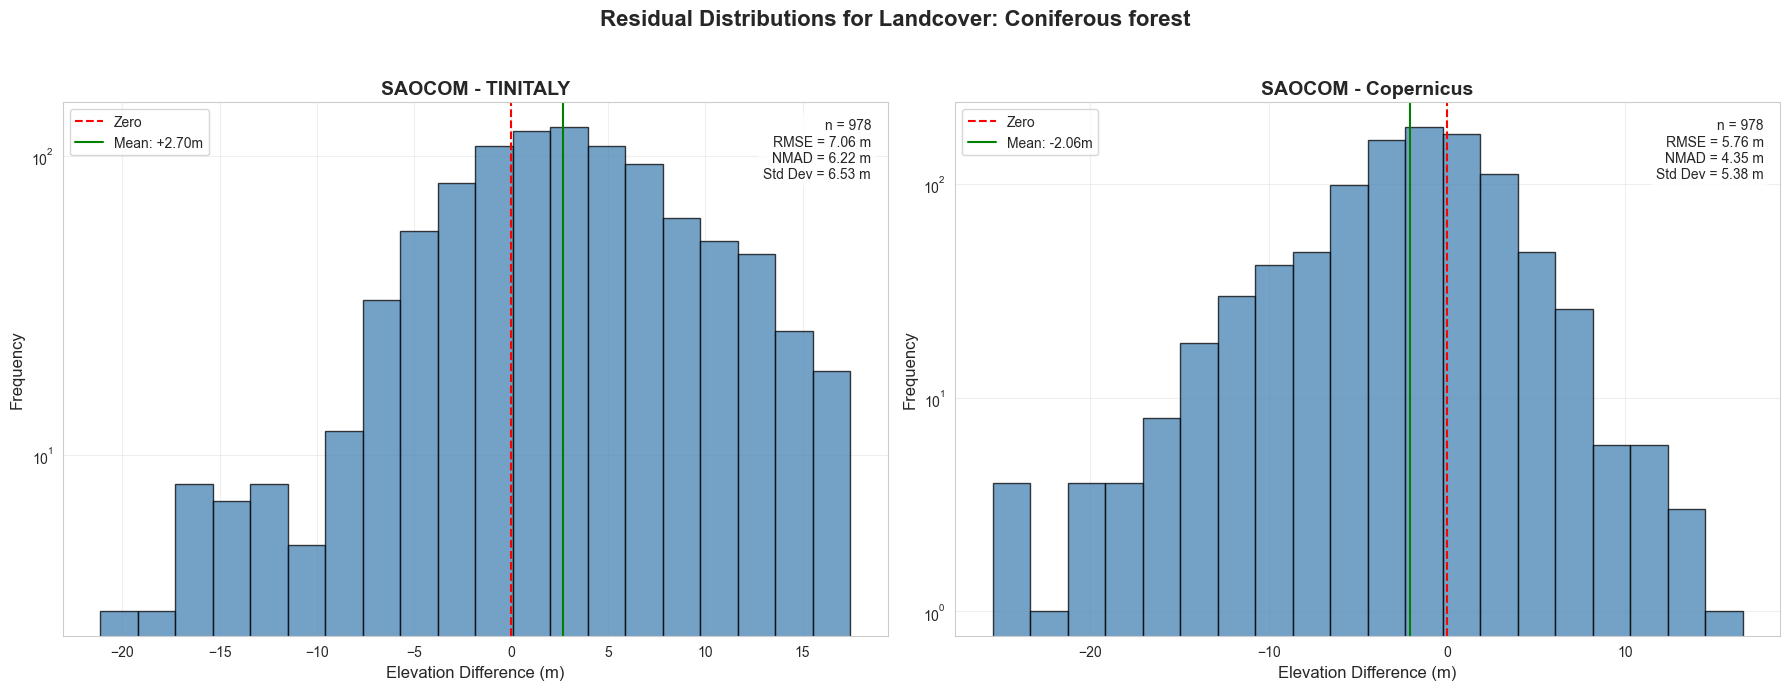 Residual Distributions for Landcover: Coniferous forest
SAOCOM - TINITALY
Zero
Mean: +2.70m
n = 978
RMSE = 7.06 m
NMAD = 6.22 m
Std Dev = 6.53 m
10²
10¹
Frequency
−20 −15 −10 −5 0 5 10 15
Elevation Difference (m)
SAOCOM - Copernicus
Zero
Mean: -2.06m
n = 978
RMSE = 5.76 m
NMAD = 4.35 m
Std Dev = 5.38 m
10²
10¹
10⁰
Frequency
−20 −10 0 10
Elevation Difference (m)